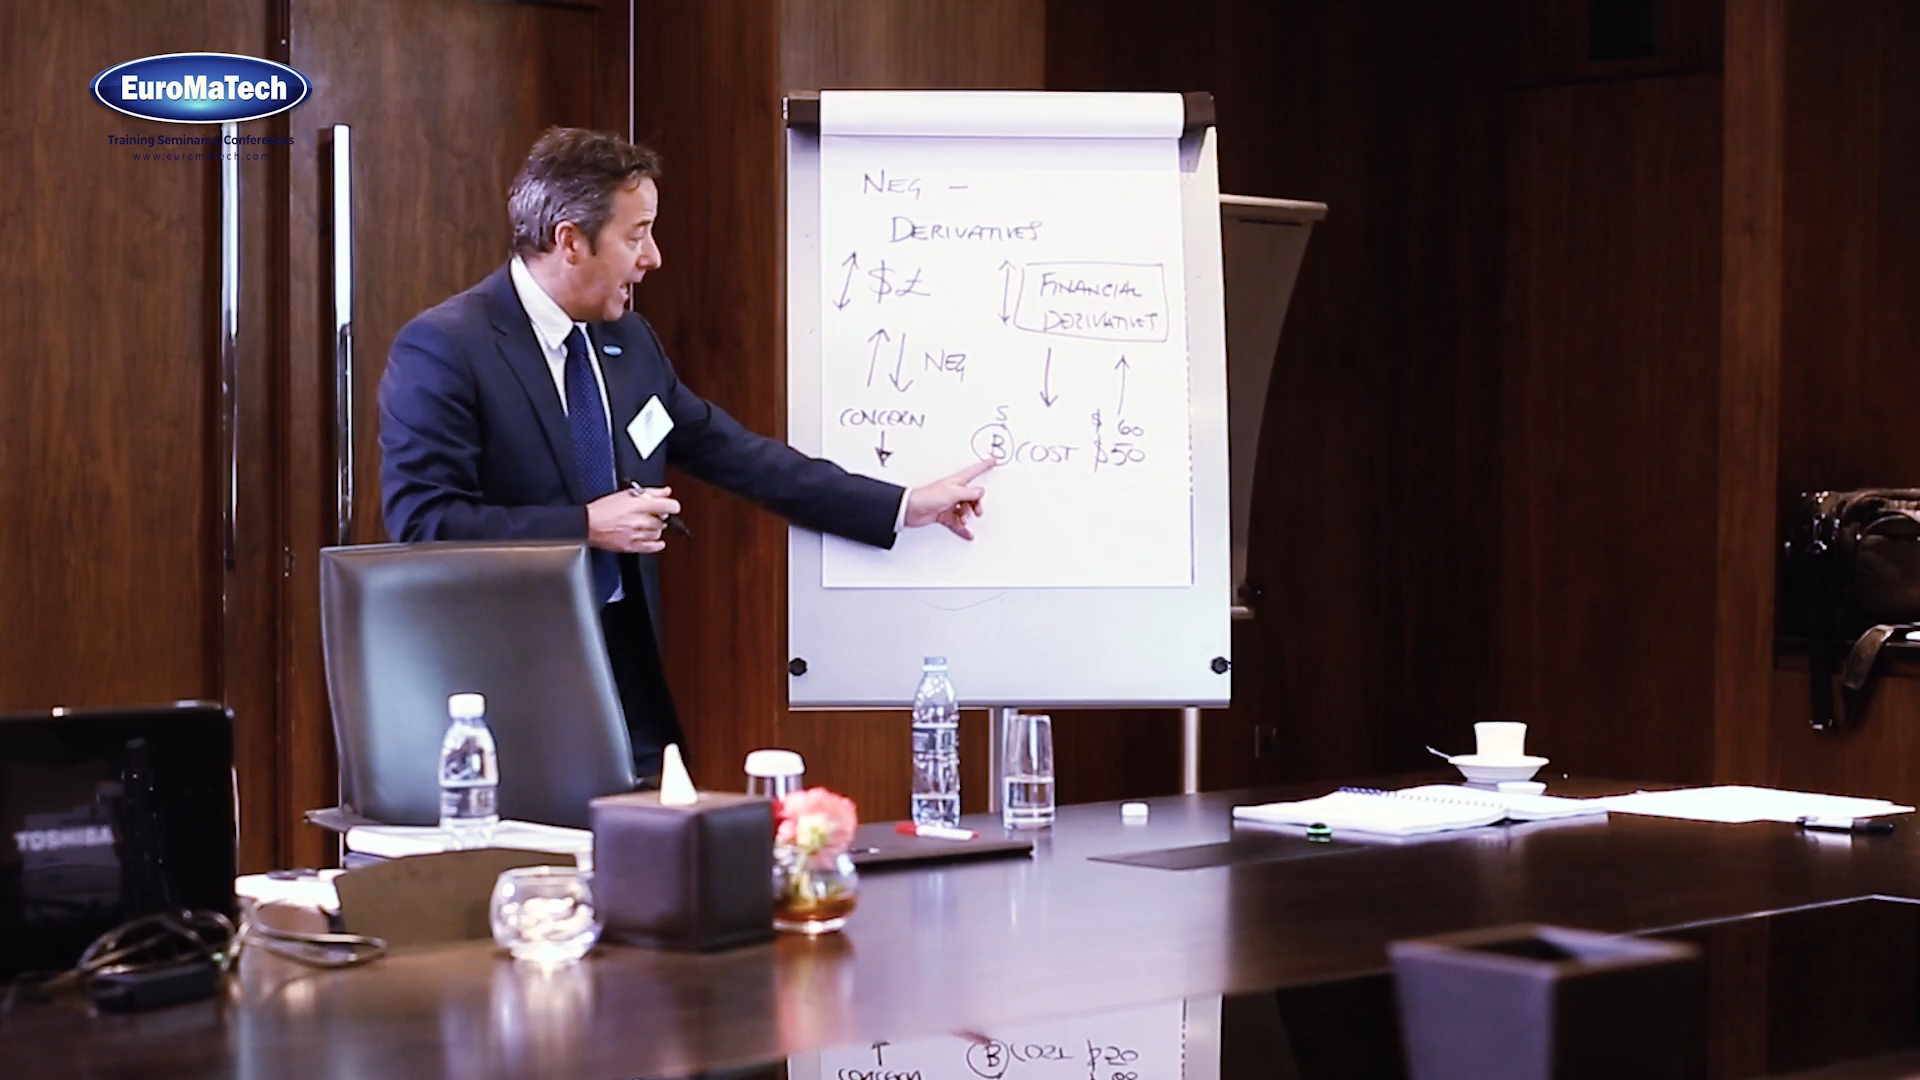 EuroMaTech
Training Seminars & Conferences
www.euromatech.com
NEG -
DERIVATIVES
$ £
FINANCIAL
DERIVATIVES
NEG
CONCERN
S
$ 60
B COST $50
TOSHIBA